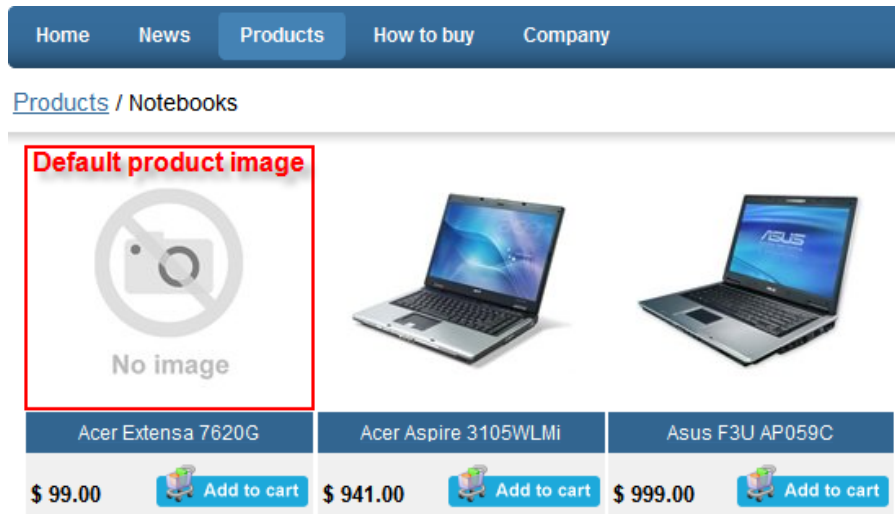 Home News Products How to buy Company
Products / Notebooks
Default product image
ASUS
No image
Acer Extensa 7620G Acer Aspire 3105WLMi Asus F3U AP059C
$ 99.00 Add to cart $ 941.00 Add to cart $ 999.00 Add to cart